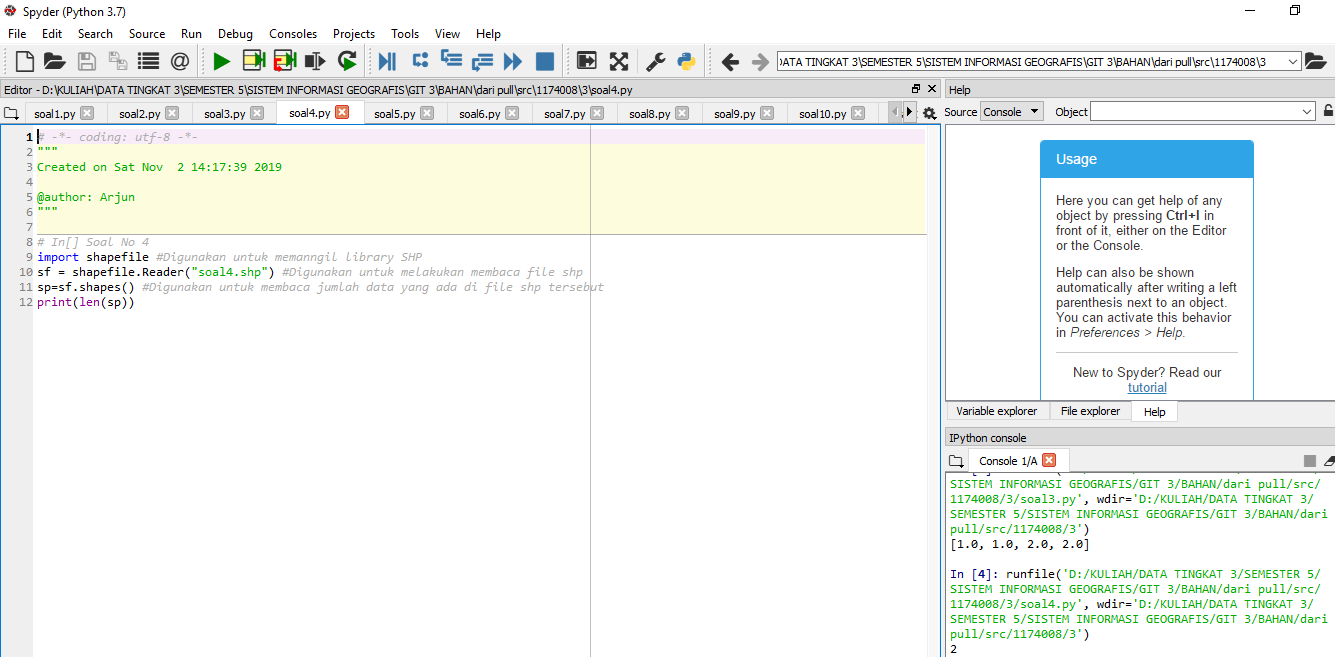 Spyder (Python 3.7)
File Edit Search Source Run Debug Consoles Projects Tools View Help
)ATA TINGKAT 3\SEMESTER 5\SISTEM INFORMASI GEOGRAFIS\GIT 3\BAHAN\dari pull\src\1174008\3
Editor - D:\KULIAH\DATA TINGKAT 3\SEMESTER 5\SISTEM INFORMASI GEOGRAFIS\GIT 3\BAHAN\dari pull\src\1174008\3\soal4.py
soal1.py soal2.py soal3.py soal4.py soal5.py soal6.py soal7.py soal8.py soal9.py soal10.py
1 # -*- coding: utf-8 -*-
2 """
3 Created on Sat Nov  2 14:17:39 2019
4
5 @author: Arjun
6 """
7
8 # In[] Soal No 4
9 import shapefile #Digunakan untuk memanngil library SHP
10 sf = shapefile.Reader("soal4.shp") #Digunakan untuk melakukan membaca file shp
11 sp=sf.shapes() #Digunakan untuk membaca jumlah data yang ada di file shp tersebut
12 print(len(sp))
Help
Source Console Object
Usage
Here you can get help of any
object by pressing Ctrl+I in
front of it, either on the Editor
or the Console.
Help can also be shown
automatically after writing a left
parenthesis next to an object.
You can activate this behavior
in Preferences > Help.
New to Spyder? Read our
tutorial
Variable explorer File explorer Help
IPython console
Console 1/A
SISTEM INFORMASI GEOGRAFIS/GIT 3/BAHAN/dari pull/src/
1174008/3/soal3.py', wdir='D:/KULIAH/DATA TINGKAT 3/
SEMESTER 5/SISTEM INFORMASI GEOGRAFIS/GIT 3/BAHAN/dari
pull/src/1174008/3')
[1.0, 1.0, 2.0, 2.0]
In [4]: runfile('D:/KULIAH/DATA TINGKAT 3/SEMESTER 5/
SISTEM INFORMASI GEOGRAFIS/GIT 3/BAHAN/dari pull/src/
1174008/3/soal4.py', wdir='D:/KULIAH/DATA TINGKAT 3/
SEMESTER 5/SISTEM INFORMASI GEOGRAFIS/GIT 3/BAHAN/dari
pull/src/1174008/3')
2